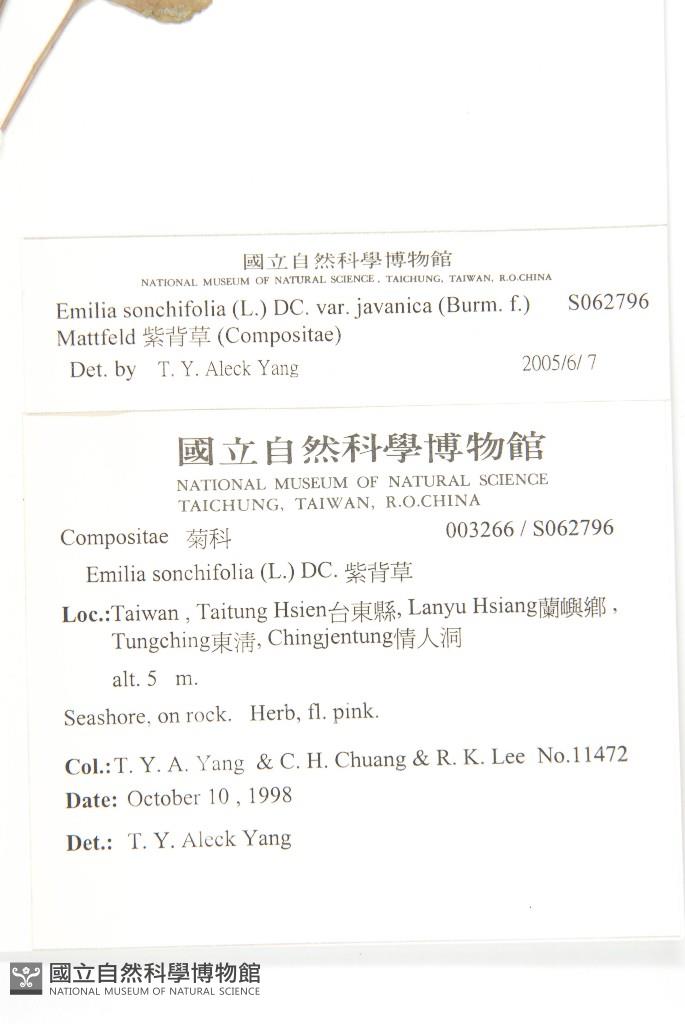 國立自然科學博物館
NATIONAL MUSEUM OF NATURAL SCIENCE, TAICHUNG, TAIWAN, R.O.CHINA
Emilia sonchifolia (L.) DC. var. javanica (Burm. f.) S062796
Mattfeld 紫背草 (Compositae)
Det. by T. Y. Aleck Yang 2005/6/ 7
國立自然科學博物館
NATIONAL MUSEUM OF NATURAL SCIENCE
TAICHUNG, TAIWAN, R.O.CHINA
Compositae 菊科 003266 / S062796
Emilia sonchifolia (L.) DC. 紫背草
Loc.:Taiwan , Taitung Hsien台東縣, Lanyu Hsiang蘭嶼鄉 ,
Tungching東淸, Chingjentung情人洞
alt. 5 m.
Seashore, on rock. Herb, fl. pink.
Col.:T. Y. A. Yang & C. H. Chuang & R. K. Lee No.11472
Date: October 10 , 1998
Det.: T. Y. Aleck Yang
國立自然科學博物館
NATIONAL MUSEUM OF NATURAL SCIENCE